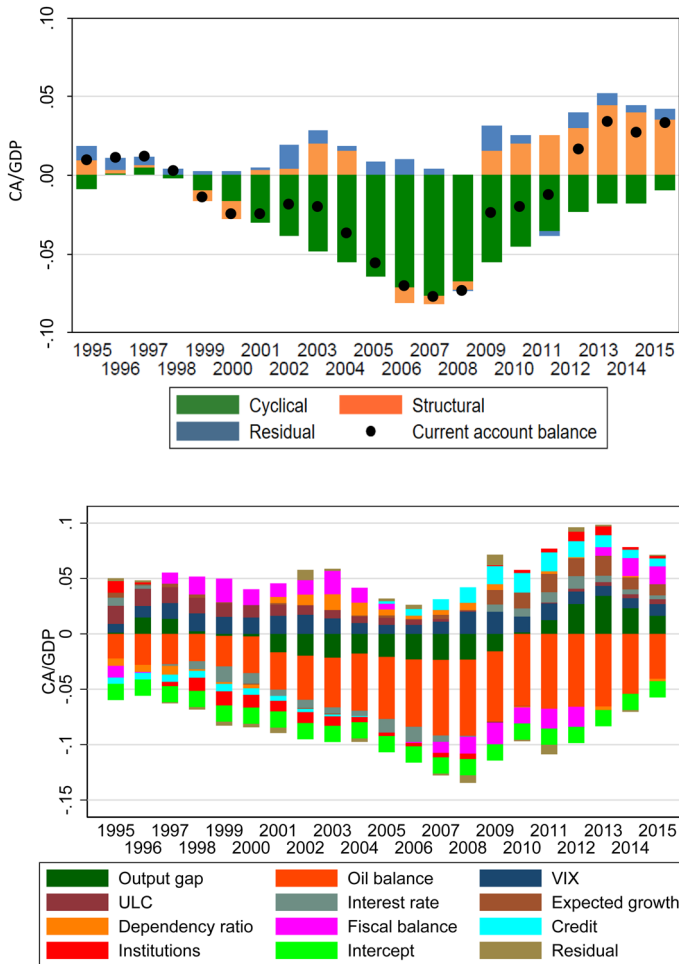 .10
.05
.00
-.05
-.10
CA/GDP
1995 1997 1999 2001 2003 2005 2007 2009 2011 2013 2015
1996 1998 2000 2002 2004 2006 2008 2010 2012 2014
Cyclical Structural
Residual Current account balance
.1
.05
0
-.05
-.1
-.15
CA/GDP
1995 1997 1999 2001 2003 2005 2007 2009 2011 2013 2015
1996 1998 2000 2002 2004 2006 2008 2010 2012 2014
Output gap Oil balance VIX
ULC Interest rate Expected growth
Dependency ratio Fiscal balance Credit
Institutions Intercept Residual